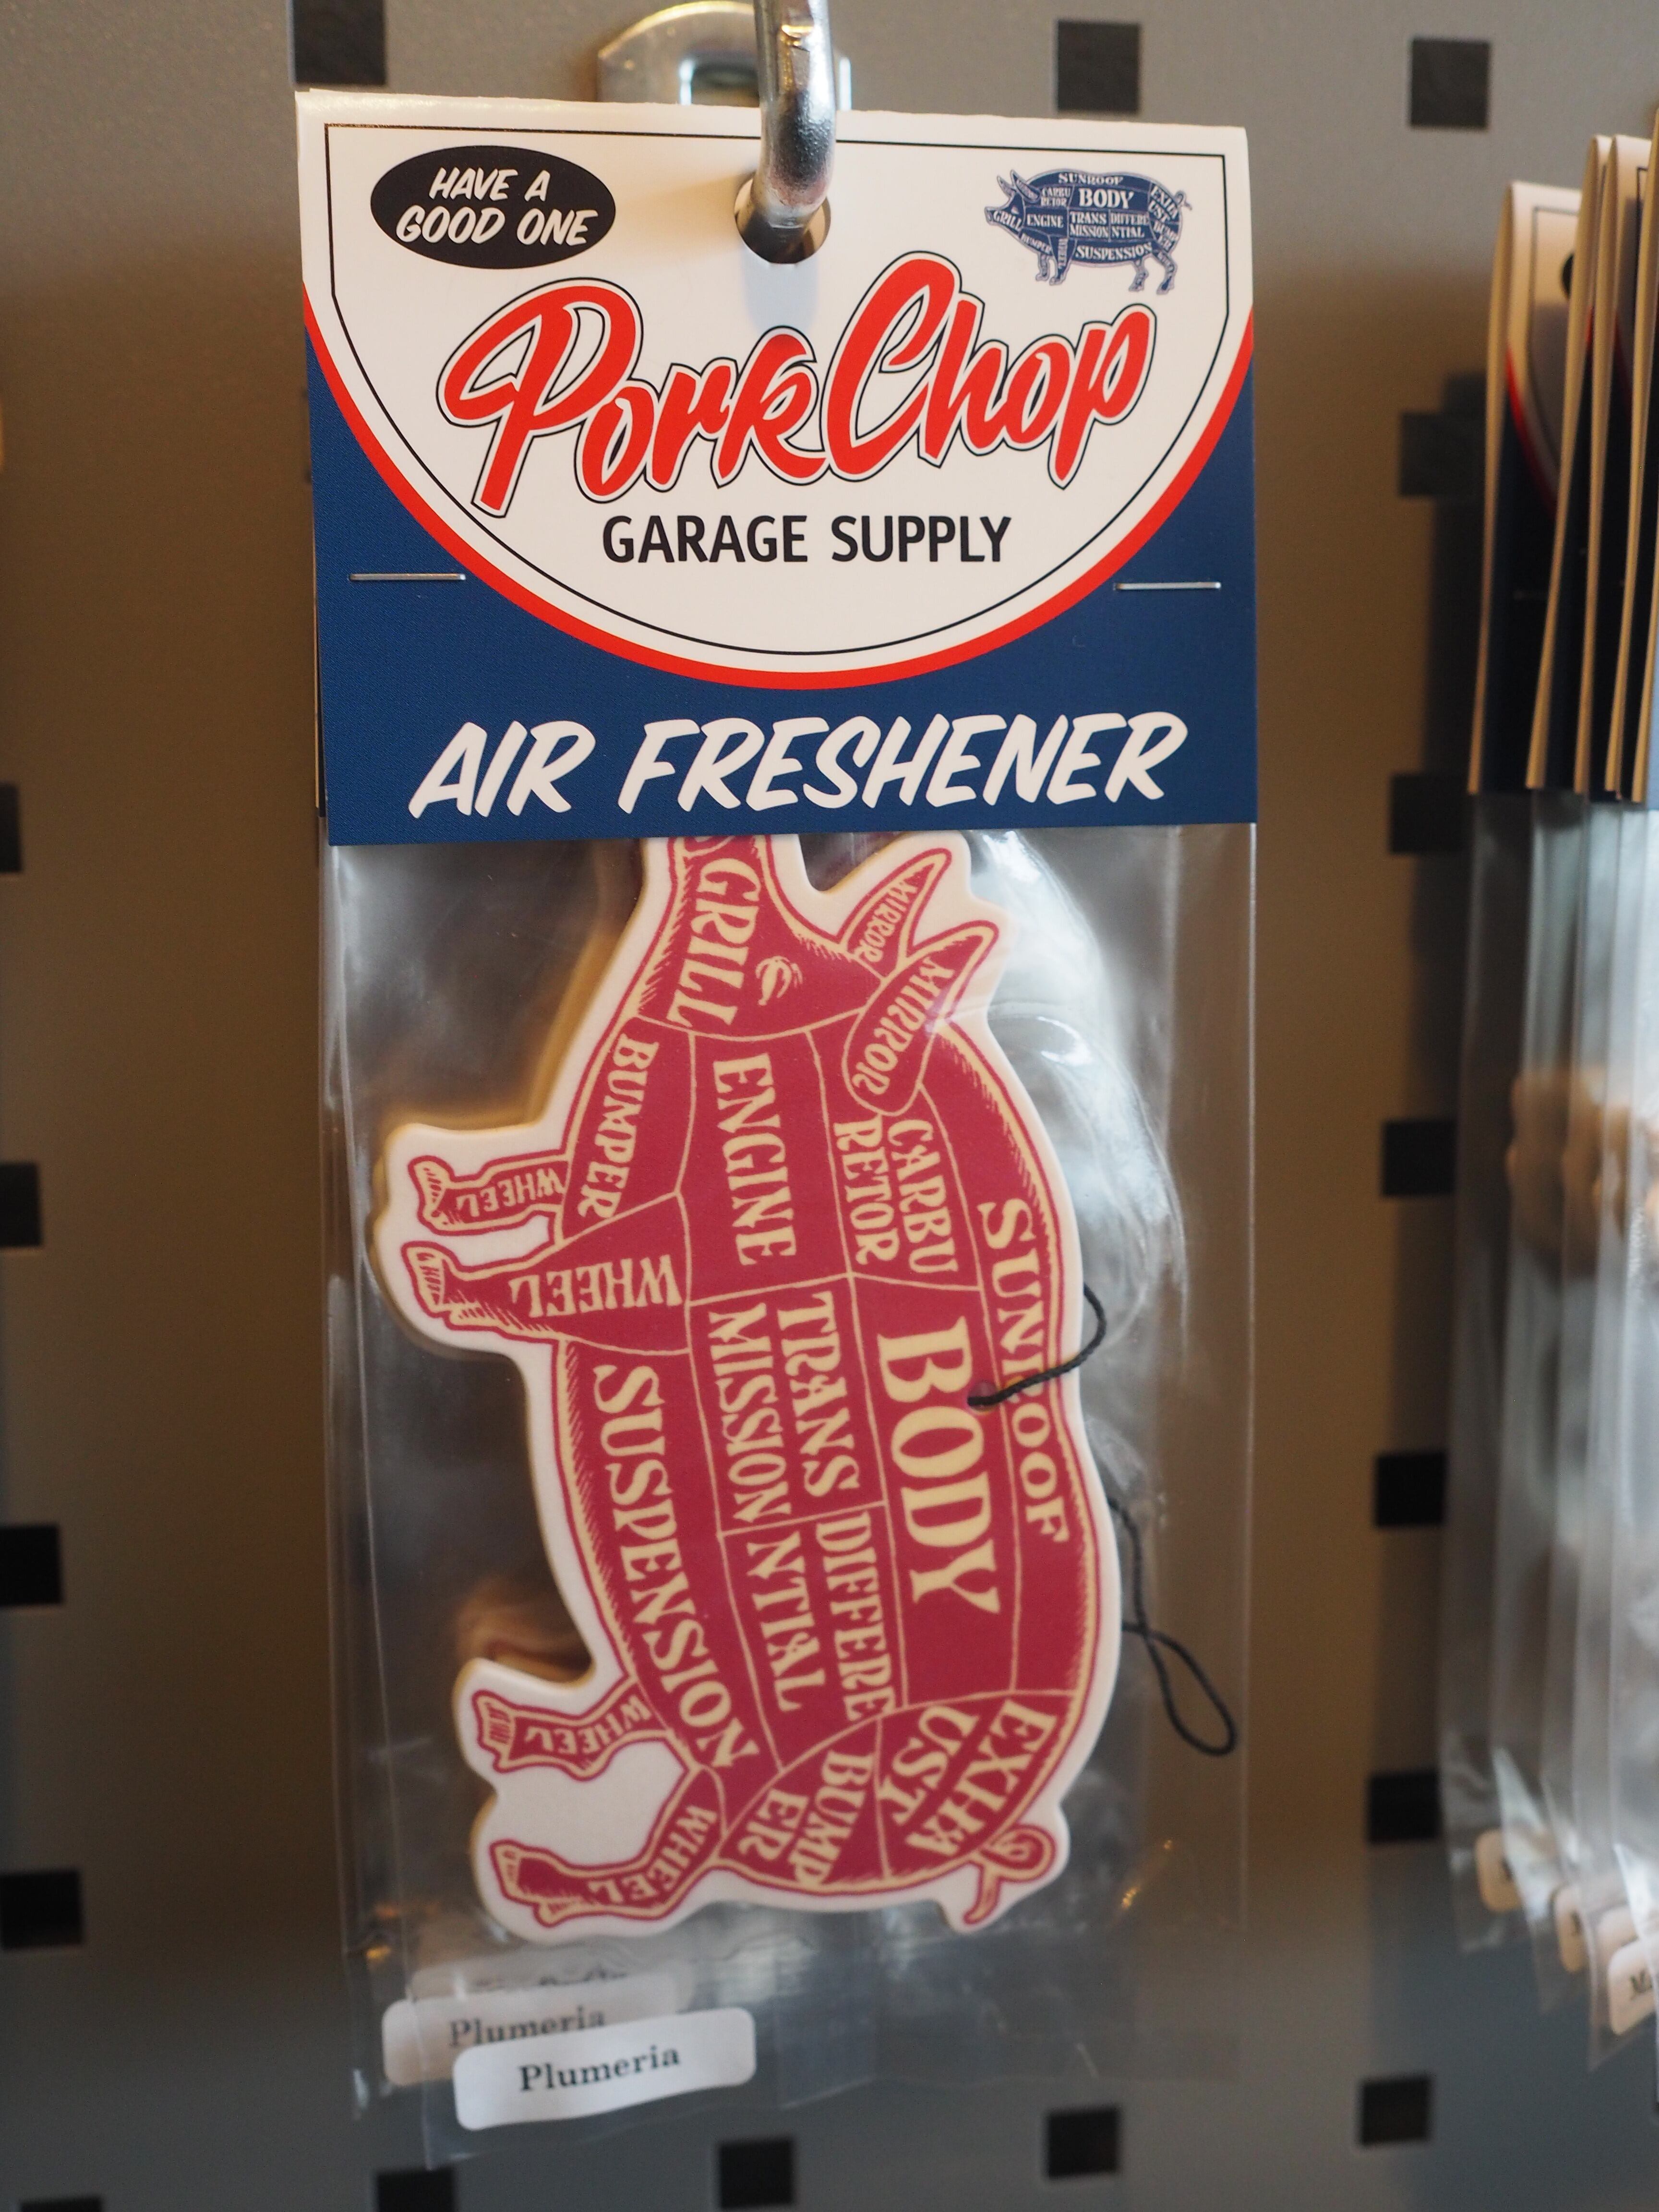 HAVE A
GOOD ONE
SUNROOF
CARBU
RETOR
BODY
EXHA
UST
GRILL
ENGINE
TRANS
MISSION
DIFFERE
NTIAL
BUMP
ER
BUMPER
SUSPENSION
PorkChop
GARAGE SUPPLY
AIR FRESHENER
GRILL
MIRROR
MIRROR
BUMPER
ENGINE
CARBU
RETOR
SUNROOF
WHEEL
WHEEL
BODY
TRANS
MISSION
DIFFERE
NTIAL
SUSPENSION
EXHA
UST
BUMP
ER
WHEEL
WHEEL
Plumeria
Plumeria